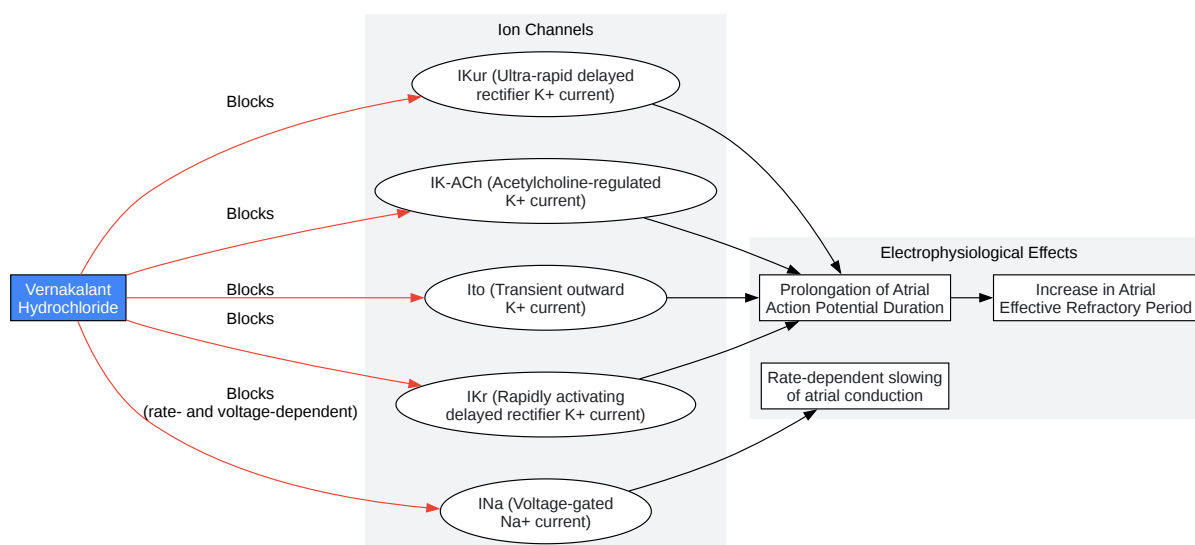 Ion Channels
IKur (Ultra-rapid delayed
rectifier K+ current)
Blocks
IK-ACh (Acetylcholine-regulated
K+ current)
Blocks
Electrophysiological Effects
Vernakalant
Hydrochloride
Blocks
Ito (Transient outward
K+ current)
Prolongation of Atrial
Action Potential Duration
Increase in Atrial
Effective Refractory Period
Blocks
IKr (Rapidly activating
delayed rectifier K+ current)
Rate-dependent slowing
of atrial conduction
Blocks
(rate- and voltage-dependent)
INa (Voltage-gated
Na+ current)